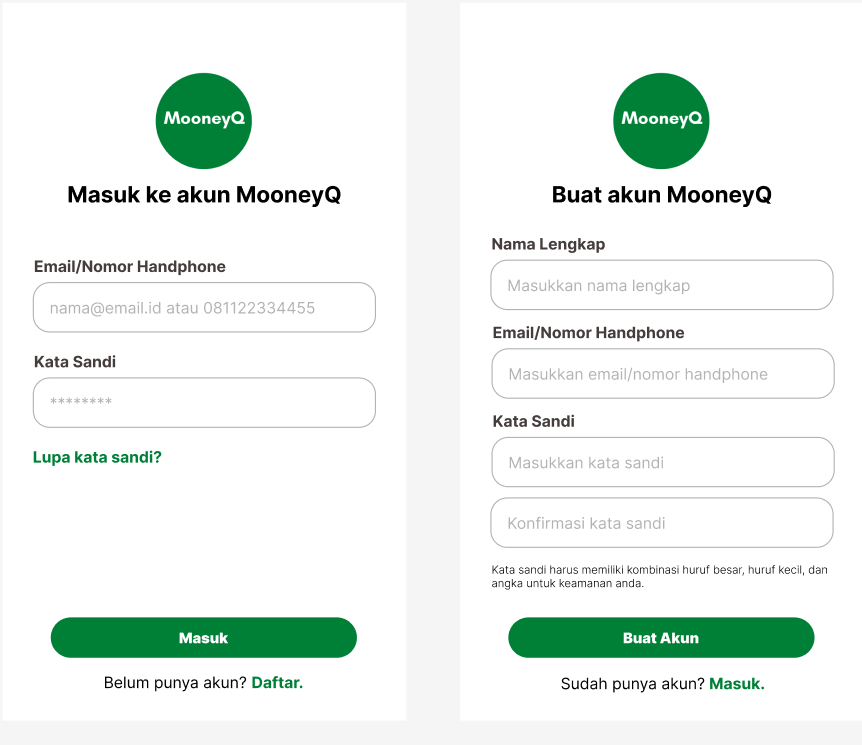 MooneyQ
Masuk ke akun MooneyQ
Email/Nomor Handphone
nama@email.id atau 081122334455
Kata Sandi
********
Lupa kata sandi?
Masuk
Belum punya akun? Daftar.
MooneyQ
Buat akun MooneyQ
Nama Lengkap
Masukkan nama lengkap
Email/Nomor Handphone
Masukkan email/nomor handphone
Kata Sandi
Masukkan kata sandi
Konfirmasi kata sandi
Kata sandi harus memiliki kombinasi huruf besar, huruf kecil, dan
angka untuk keamanan anda.
Buat Akun
Sudah punya akun? Masuk.